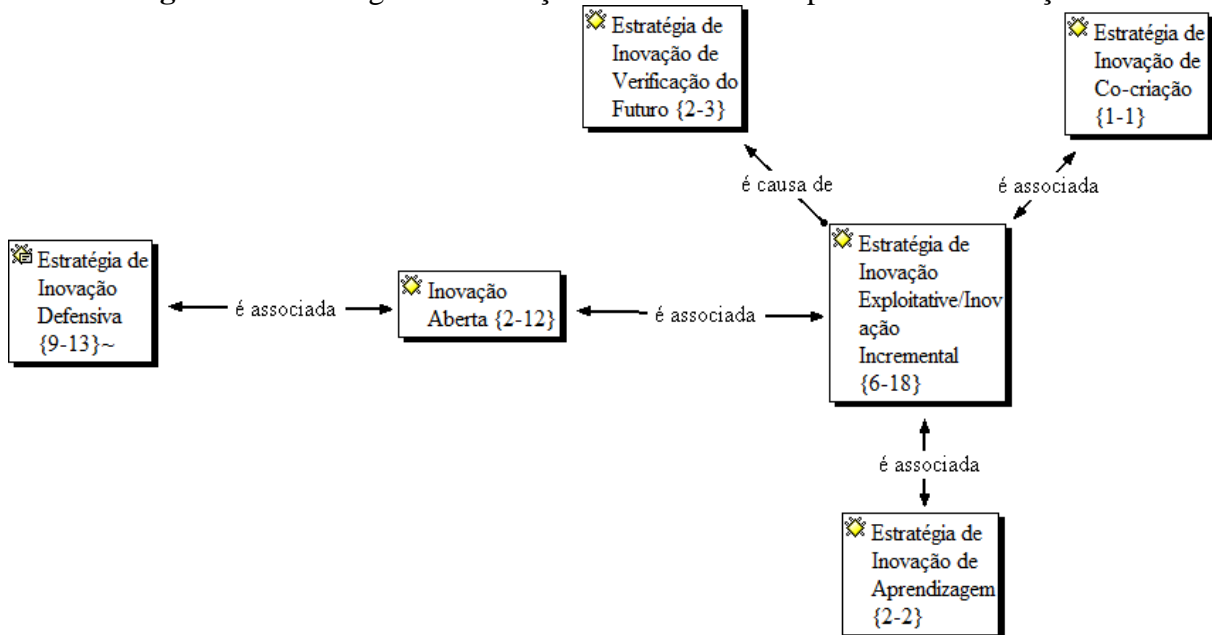 Estratégia de
Inovação de
Verificação do
Futuro {2-3}
Estratégia de
Inovação de
Co-criação
{1-1}
é causa de
é associada
Estratégia de
Inovação
Defensiva
{9-13}~
é associada
Inovação
Aberta {2-12}
é associada
Estratégia de
Inovação
Exploitative/Inov
ação
Incremental
{6-18}
é associada
Estratégia de
Inovação de
Aprendizagem
{2-2}